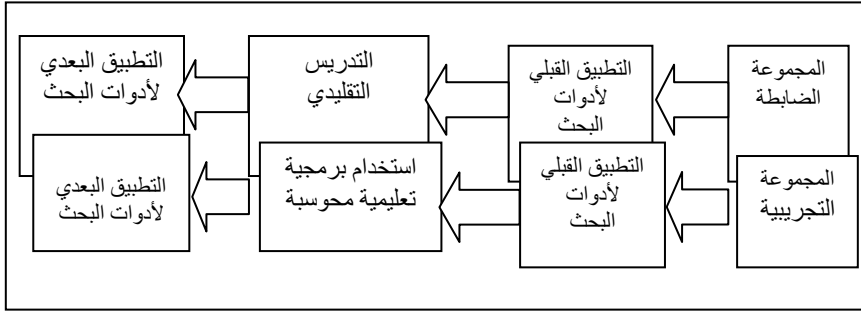 المجموعة
الضابطة
التطبيق القبلي
لأدوات
البحث
التدريس
التقليدي
التطبيق البعدي
لأدوات البحث
المجموعة
التجريبية
التطبيق القبلي
لأدوات
البحث
استخدام برمجية
تعليمية محوسبة
التطبيق البعدي
لأدوات البحث